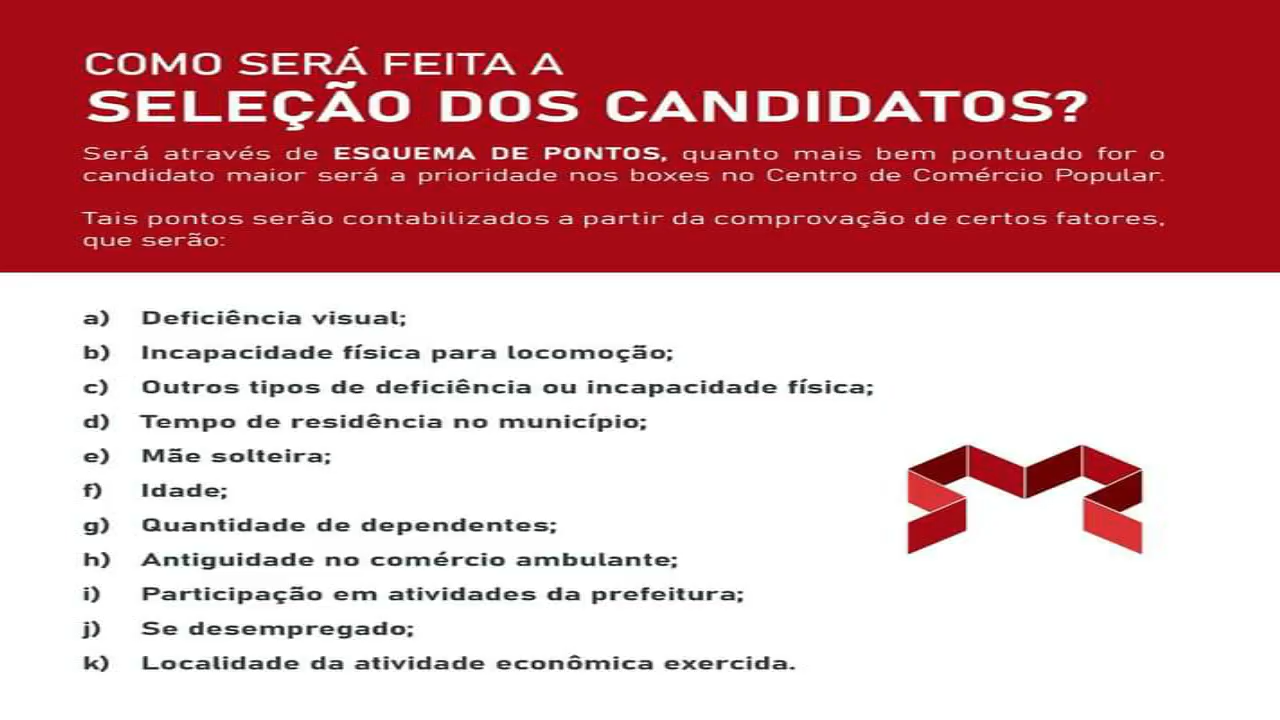 COMO SERÁ FEITA A
SELEÇÃO DOS CANDIDATOS?
Será através de ESQUEMA DE PONTOS, quanto mais bem pontuado for o
candidato maior será a prioridade nos boxes no Centro de Comércio Popular.
Tais pontos serão contabilizados a partir da comprovação de certos fatores,
que serão:
a) Deficiência visual;
b) Incapacidade física para locomoção;
c) Outros tipos de deficiência ou incapacidade física;
d) Tempo de residência no município;
e) Mãe solteira;
f) Idade;
g) Quantidade de dependentes;
h) Antiguidade no comércio ambulante;
i) Participação em atividades da prefeitura;
j) Se desempregado;
k) Localidade da atividade econômica exercida.